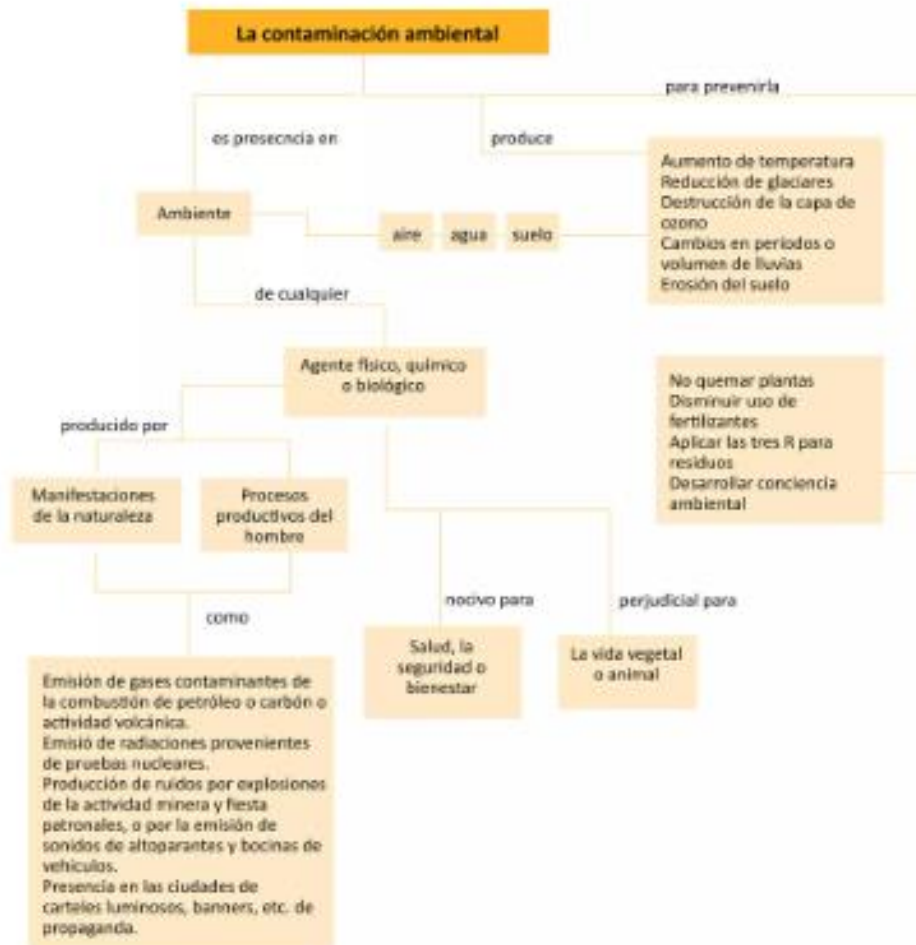 La contaminación ambiental
para prevenirla
es presecncia en
produce
Aumento de temperatura
Reducción de glaciares
Destrucción de la capa de
ozono
Cambios en períodos o
volumen de lluvias
Erosión del suelo
Ambiente
aire
agua
suelo
de cualquier
Agente físico, químico
o biológico
No quemar plantas
Disminuir uso de
fertilizantes
Aplicar las tres R para
residuos
Desarrollar conciencia
ambiental
producido por
Manifestaciones
de la naturaleza
Procesos
productivos del
hombre
como
nocivo para
perjudicial para
Salud, la
seguridad o
bienestar
La vida vegetal
o animal
Emisión de gases contaminantes de
la combustión de petróleo o carbón o
actividad volcánica.
Emisió de radiaciones provenientes
de pruebas nucleares.
Producción de ruidos por explosiones
de la actividad minera y fiesta
patronales, o por la emisión de
sonidos de altoparantes y bocinas de
vehículos.
Presencia en las ciudades de
carteles luminosos, banners, etc. de
propaganda.